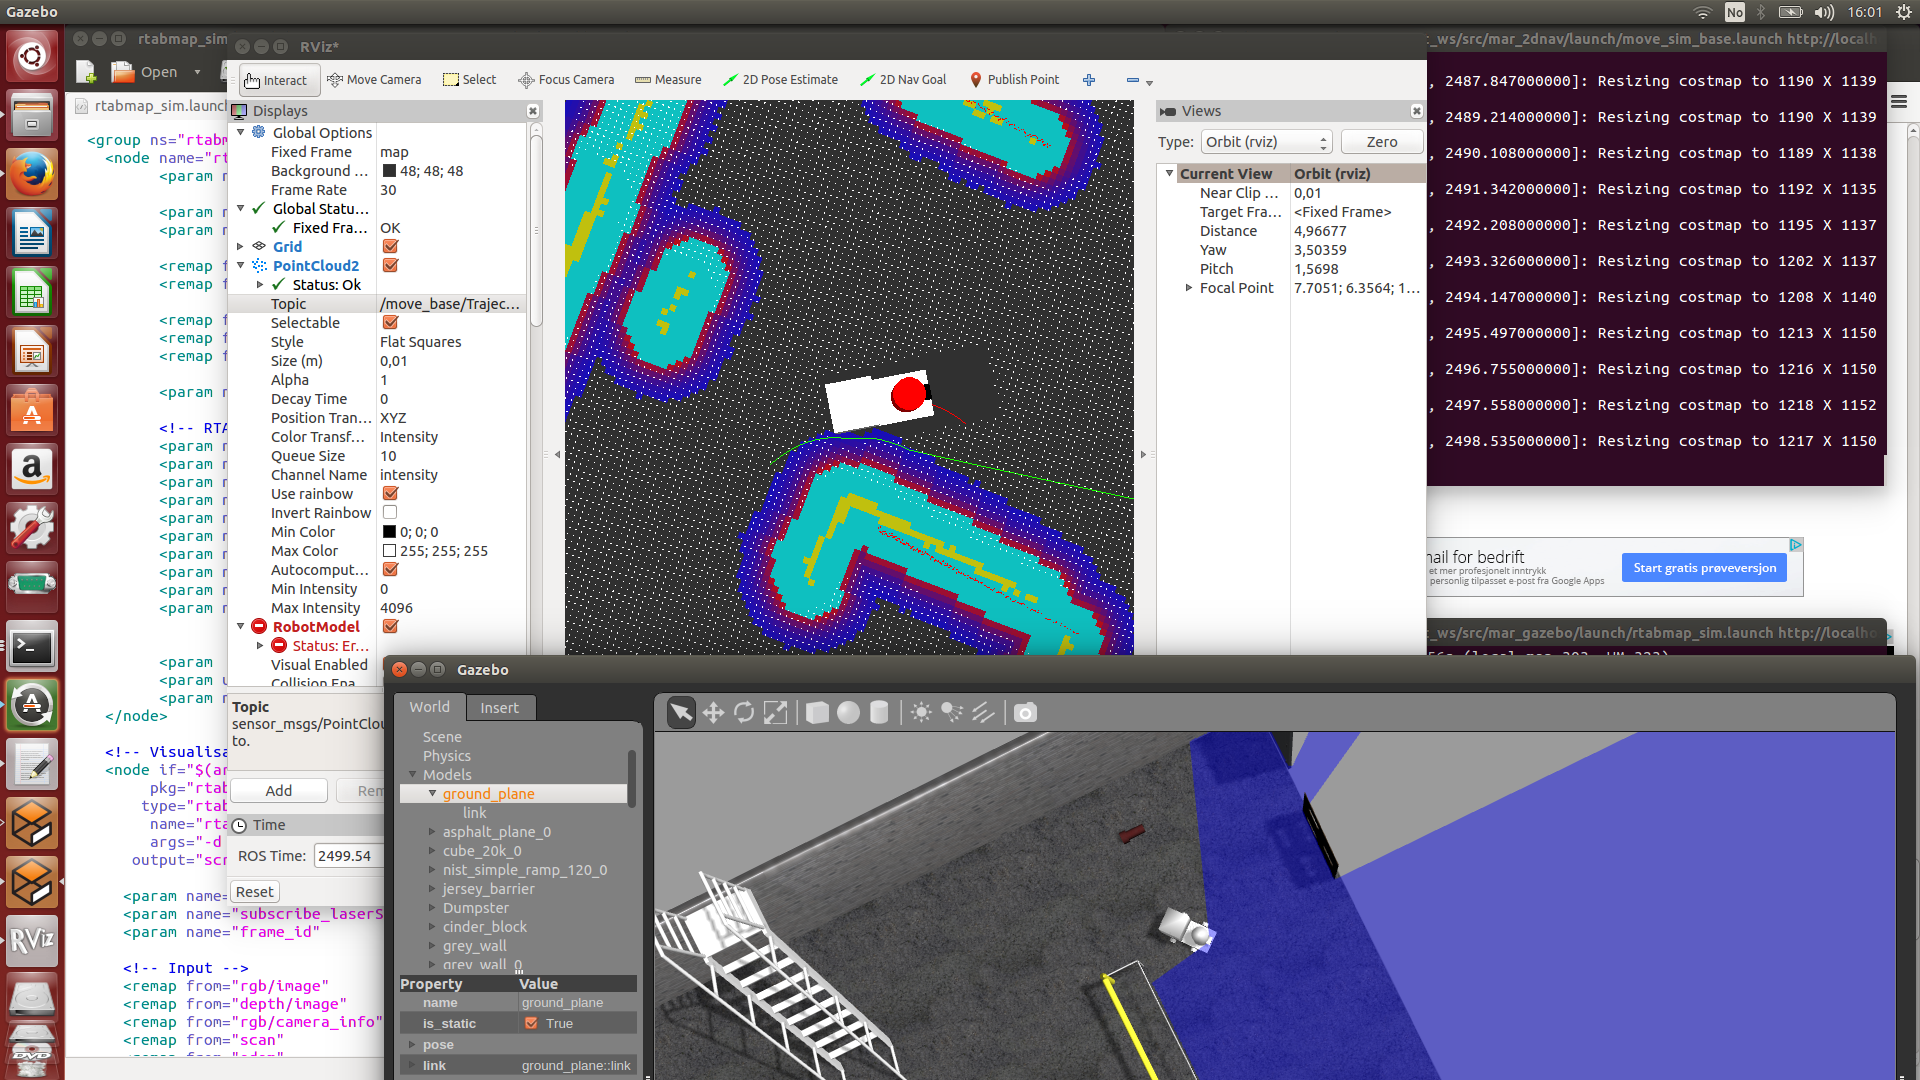 Gazebo
No
16:01
rtabmap_sim
Open
rtabmap_sim.launc
<group ns="rtabm
<node name="rt
<param n
<param n
<param n
<remap f
<remap f
<remap f
<remap f
<remap f
<param n
<!-- RTA
<param n
<param n
<param n
<param n
<param n
<param n
<param n
<param n
<param n
<param n
<param
<param u
<param n
</node>
<!-- Visualisa
<node if="$(ar
pkg="rtab
type="rtab
name="rta
args="-d
output="scr
<param name=
<param name="subscribe_laserS
<param name="frame_id"
<!-- Input -->
<remap from="rgb/image"
<remap from="depth/image"
<remap from="rgb/camera_info"
<remap from="scan"
RViz*
Interact
Move Camera
Select
Focus Camera
Measure
2D Pose Estimate
2D Nav Goal
Publish Point
Displays
Global Options
Fixed Frame map
Background ... 48; 48; 48
Frame Rate 30
Global Statu...
Fixed Fra... OK
Grid
PointCloud2
Status: Ok
Topic /move_base/Trajec...
Selectable
Style Flat Squares
Size (m) 0,01
Alpha 1
Decay Time 0
Position Tran... XYZ
Color Transf... Intensity
Queue Size 10
Channel Name intensity
Use rainbow
Invert Rainbow
Min Color 0; 0; 0
Max Color 255; 255; 255
Autocomput...
Min Intensity 0
Max Intensity 4096
RobotModel
Status: Er...
Visual Enabled
Collision Ena
Topic
sensor_msgs/PointClou
to.
Add
Rem
Time
ROS Time: 2499.54
Reset
Views
Type: Orbit (rviz) Zero
Current View Orbit (rviz)
Near Clip ... 0,01
Target Fra... <Fixed Frame>
Distance 4,96677
Yaw 3,50359
Pitch 1,5698
Focal Point 7.7051; 6.3564; 1...
t_ws/src/mar_2dnav/launch/move_sim_base.launch http://localh
, 2487.847000000]: Resizing costmap to 1190 X 1139
, 2489.214000000]: Resizing costmap to 1190 X 1139
, 2490.108000000]: Resizing costmap to 1189 X 1138
, 2491.342000000]: Resizing costmap to 1192 X 1135
, 2492.208000000]: Resizing costmap to 1195 X 1137
, 2493.326000000]: Resizing costmap to 1202 X 1137
, 2494.147000000]: Resizing costmap to 1208 X 1140
, 2495.497000000]: Resizing costmap to 1213 X 1150
, 2496.755000000]: Resizing costmap to 1216 X 1150
, 2497.558000000]: Resizing costmap to 1218 X 1152
, 2498.535000000]: Resizing costmap to 1217 X 1150
mail for bedrift
et mer profesjonelt inntrykk
personlig tilpasset e-post fra Google Apps
Start gratis prøveversjon
t_ws/src/mar_gazebo/launch/rtabmap_sim.launch http://localho
Gazebo
World
Insert
Scene
Physics
Models
ground_plane
link
asphalt_plane_0
cube_20k_0
nist_simple_ramp_120_0
jersey_barrier
Dumpster
cinder_block
grey_wall
grey_wall_0
Property Value
name ground_plane
is_static True
pose
link ground_plane::link
RViz
DVD